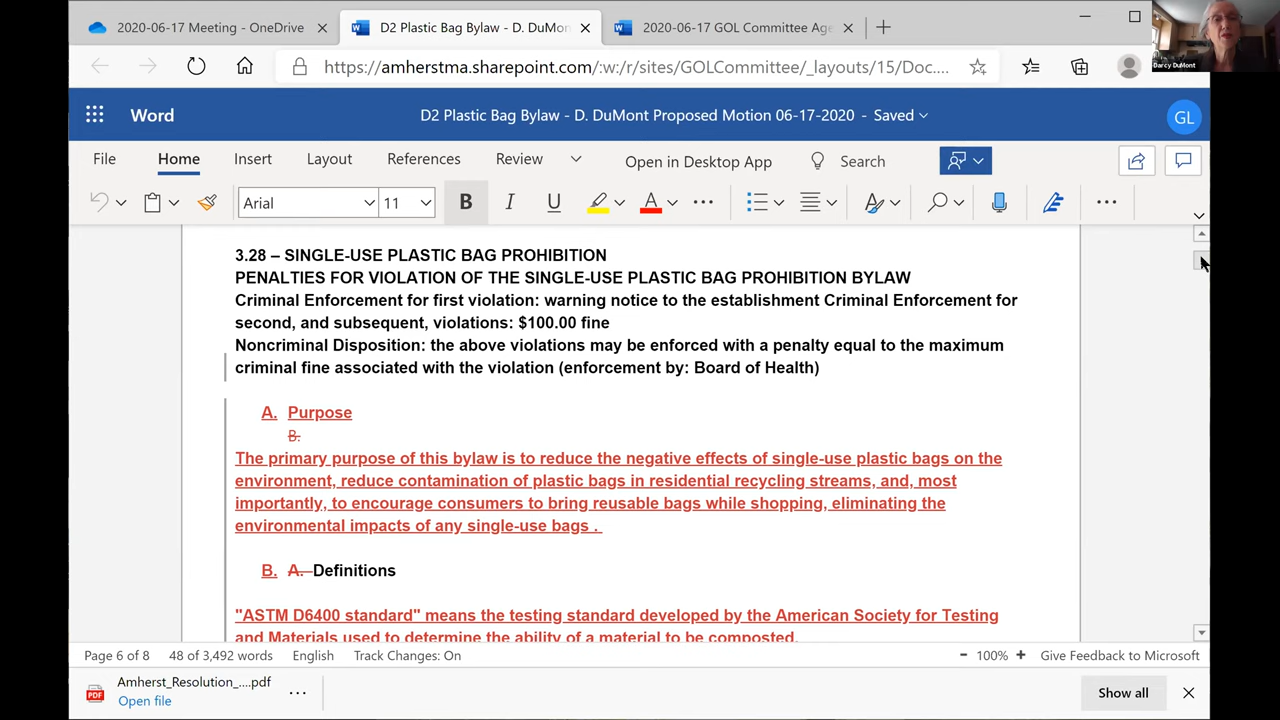 2020-06-17 Meeting - OneDrive
D2 Plastic Bag Bylaw - D. DuMon
2020-06-17 GOL Committee Age
Darcy DuMont
https://amherstma.sharepoint.com/:w:/r/sites/GOLCommittee/_layouts/15/Doc....
Word
D2 Plastic Bag Bylaw - D. DuMont Proposed Motion 06-17-2020 - Saved
GL
File
Home
Insert
Layout
References
Review
Open in Desktop App
Search
Arial
11
B
I
U
A
3.28 – SINGLE-USE PLASTIC BAG PROHIBITION
PENALTIES FOR VIOLATION OF THE SINGLE-USE PLASTIC BAG PROHIBITION BYLAW
Criminal Enforcement for first violation: warning notice to the establishment Criminal Enforcement for
second, and subsequent, violations: $100.00 fine
Noncriminal Disposition: the above violations may be enforced with a penalty equal to the maximum
criminal fine associated with the violation (enforcement by: Board of Health)
A. Purpose
B.
The primary purpose of this bylaw is to reduce the negative effects of single-use plastic bags on the
environment, reduce contamination of plastic bags in residential recycling streams, and, most
importantly, to encourage consumers to bring reusable bags while shopping, eliminating the
environmental impacts of any single-use bags .
B. A. Definitions
"ASTM D6400 standard" means the testing standard developed by the American Society for Testing
and Materials used to determine the ability of a material to be composted.
Page 6 of 8
48 of 3,492 words
English
Track Changes: On
100%
Give Feedback to Microsoft
PDF
Amherst_Resolution_....pdf
Open file
Show all